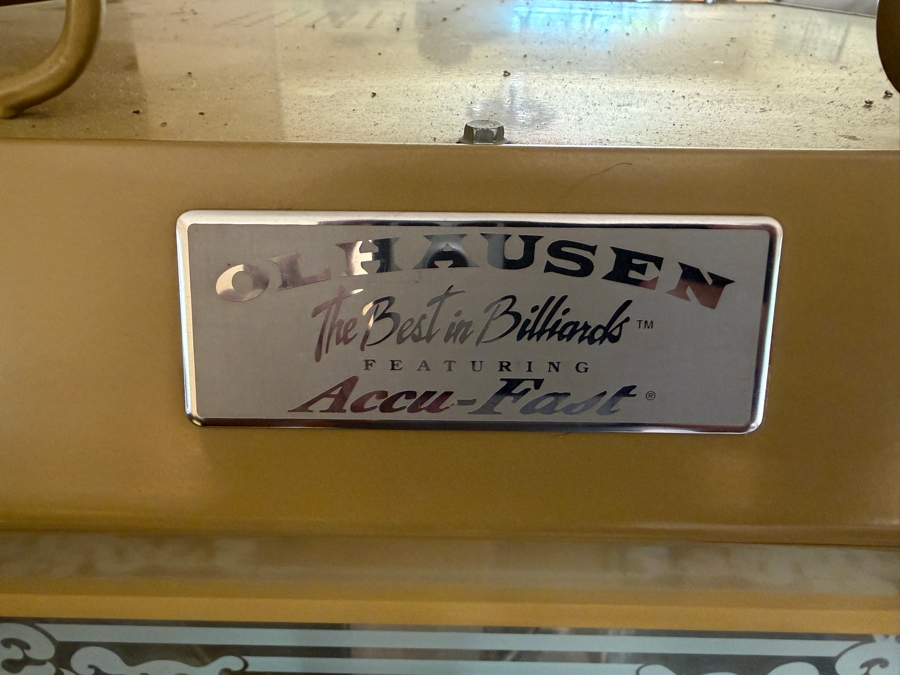 OLHAUSEN
The Best in Billiards™
FEATURING
Accu-Fast®